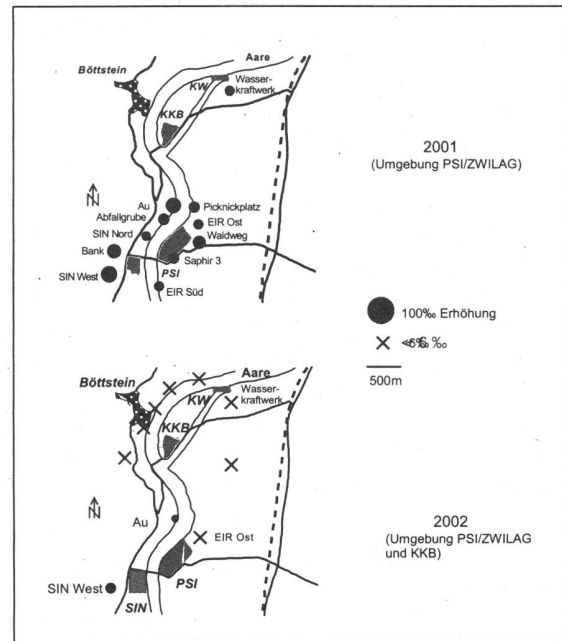 Aare
Böttstein
KW
Wasser-
kraftwerk
KKB
2001
(Umgebung PSI/ZWILAG)
N
Au
Picknickplatz
Abfallgrube
EIR Ost
SIN Nord
Waldweg
Bank
PSI
Saphir 3
SIN West
EIR Süd
100‰ Erhöhung
500m
Aare
Böttstein
KW
Wasser-
kraftwerk
KKB
N
Au
EIR Ost
2002
(Umgebung PSI/ZWILAG
und KKB)
SIN West
PSI
SIN